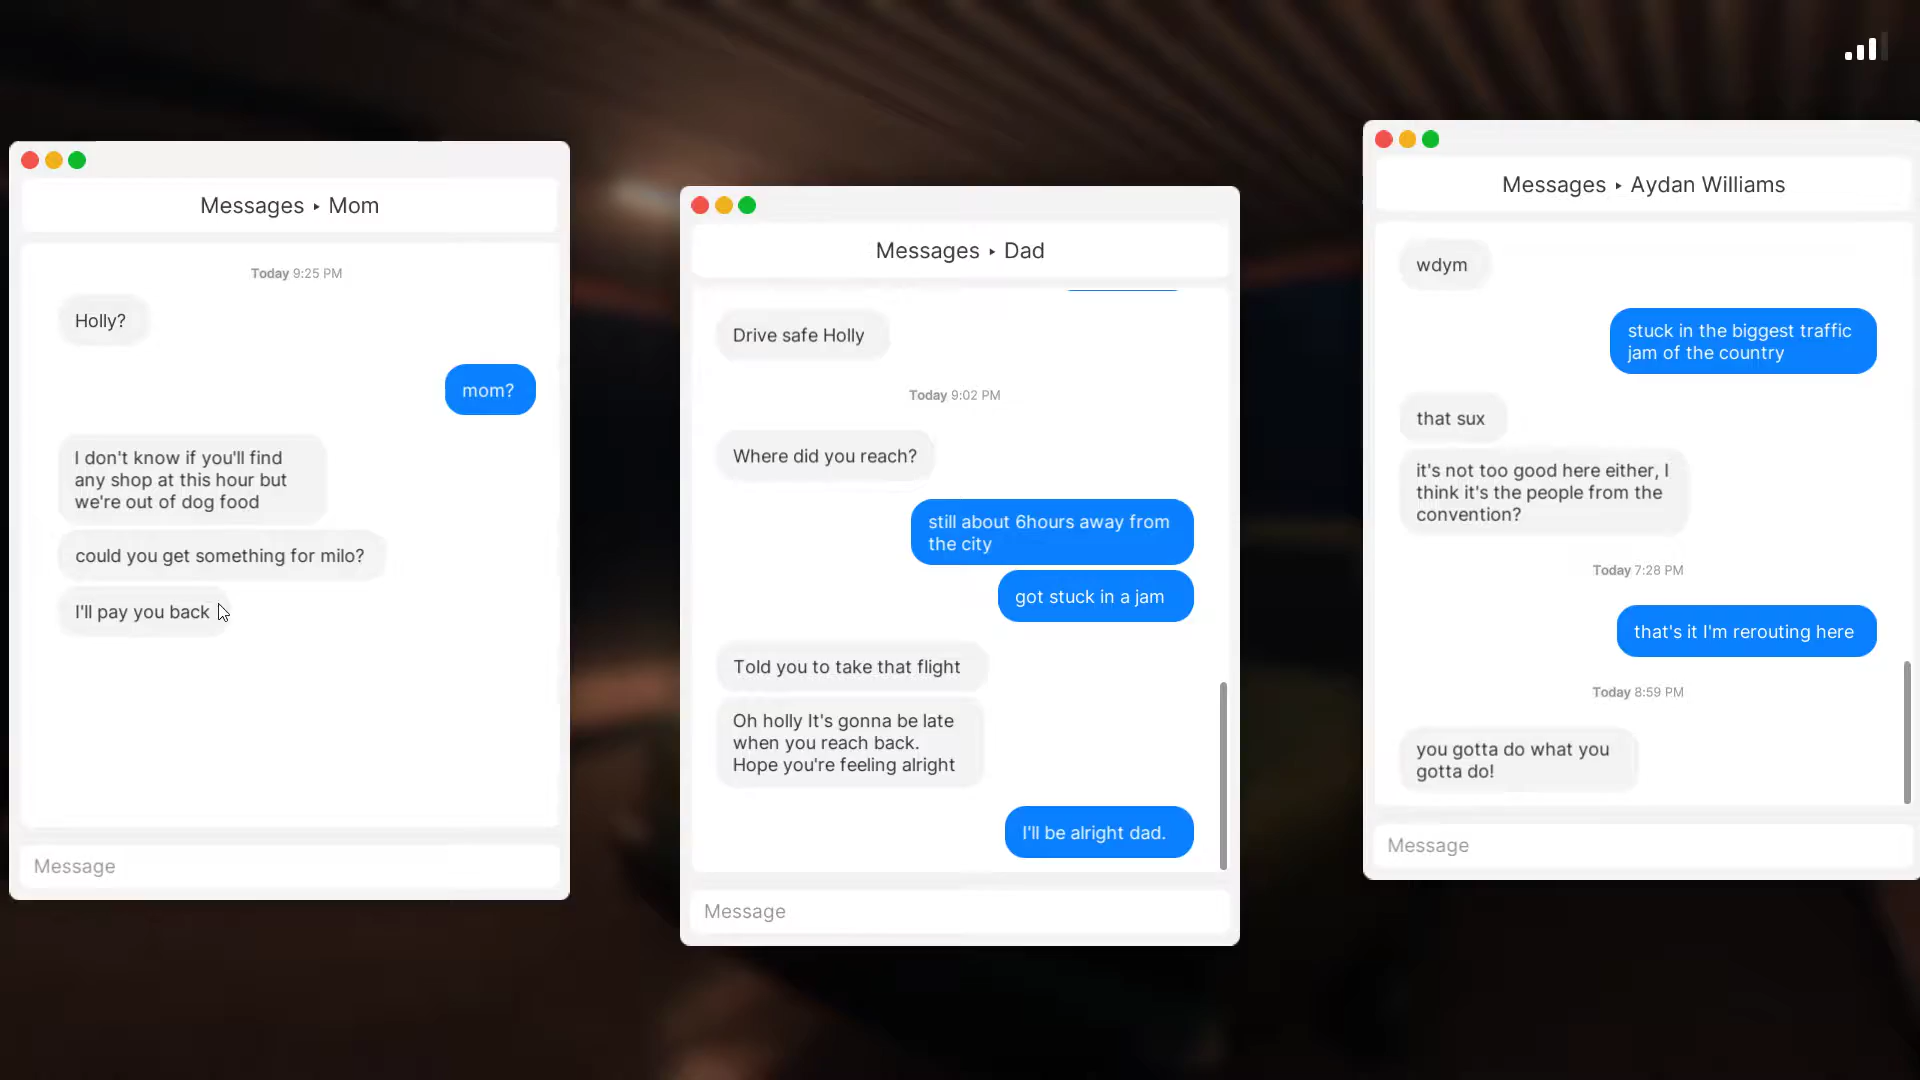 Messages ▸ Mom
Today 9:25 PM
Holly?
mom?
I don't know if you'll find
any shop at this hour but
we're out of dog food
could you get something for milo?
I'll pay you back
Message
Messages ▸ Dad
Drive safe Holly
Today 9:02 PM
Where did you reach?
still about 6hours away from
the city
got stuck in a jam
Told you to take that flight
Oh holly It's gonna be late
when you reach back.
Hope you're feeling alright
I'll be alright dad.
Message
Messages ▸ Aydan Williams
wdym
stuck in the biggest traffic
jam of the country
that sux
it's not too good here either, I
think it's the people from the
convention?
Today 7:28 PM
that's it I'm rerouting here
Today 8:59 PM
you gotta do what you
gotta do!
Message